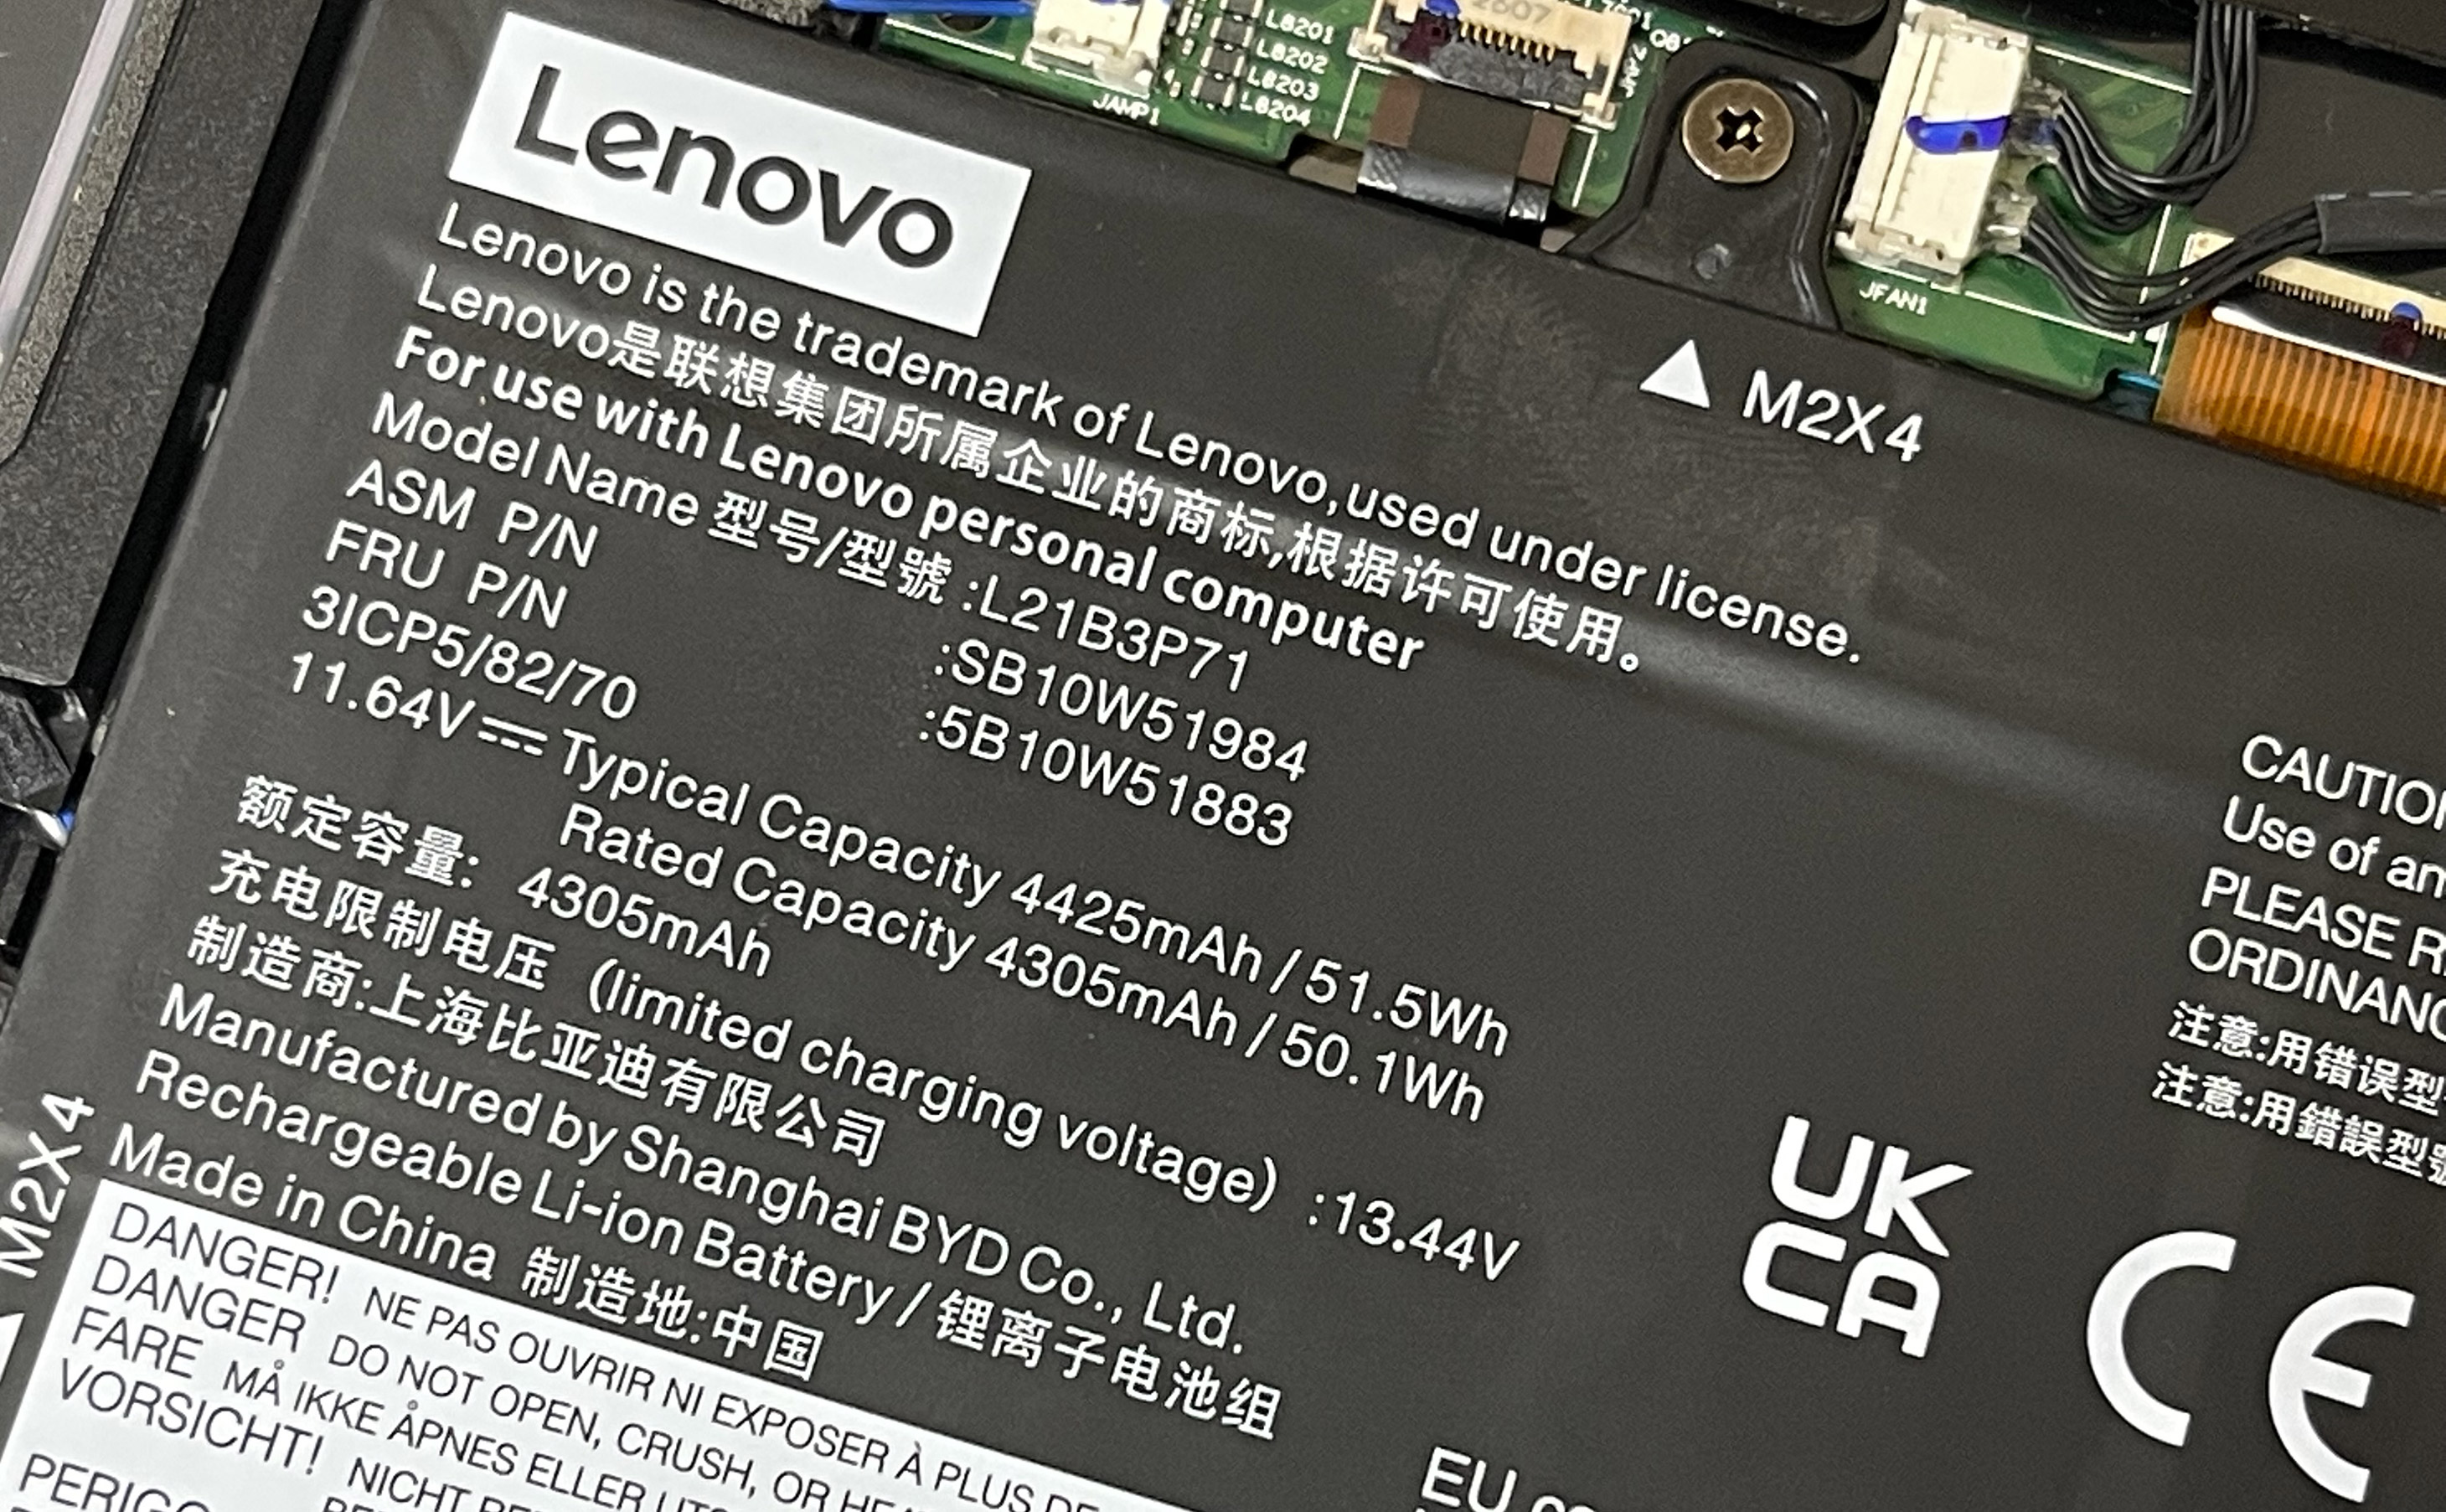 L8201
L8202
L8203
L8204
JAMP1
2607
JFAN1
Lenovo
Lenovo is the trademark of Lenovo,used under license.
Lenovo是联想集团所属企业的商标,根据许可使用。
For use with Lenovo personal computer
Model Name 型号/型號 :L21B3P71
ASM P/N :SB10W51984
FRU P/N :5B10W51883
3ICP5/82/70
11.64V⎓Typical Capacity 4425mAh / 51.5Wh
Rated Capacity 4305mAh / 50.1Wh
额定容量: 4305mAh
充电限制电压 (limited charging voltage) :13.44V
制造商:上海比亚迪有限公司
Manufactured by Shanghai BYD Co., Ltd.
Rechargeable Li-ion Battery / 锂离子电池组
Made in China 制造地:中国
▲ M2X4
M2X4
CAUTION
Use of
PLEASE
注意:用错误型
注意:用錯誤型號
UK
CA
CE
EU
DANGER! NE PAS OUVRIR NI EXPOSER À PLUS DE
DANGER DO NOT OPEN, CRUSH, OR
FARE MÅ IKKE ÅPNES ELLER
VORSICHT! NICHT